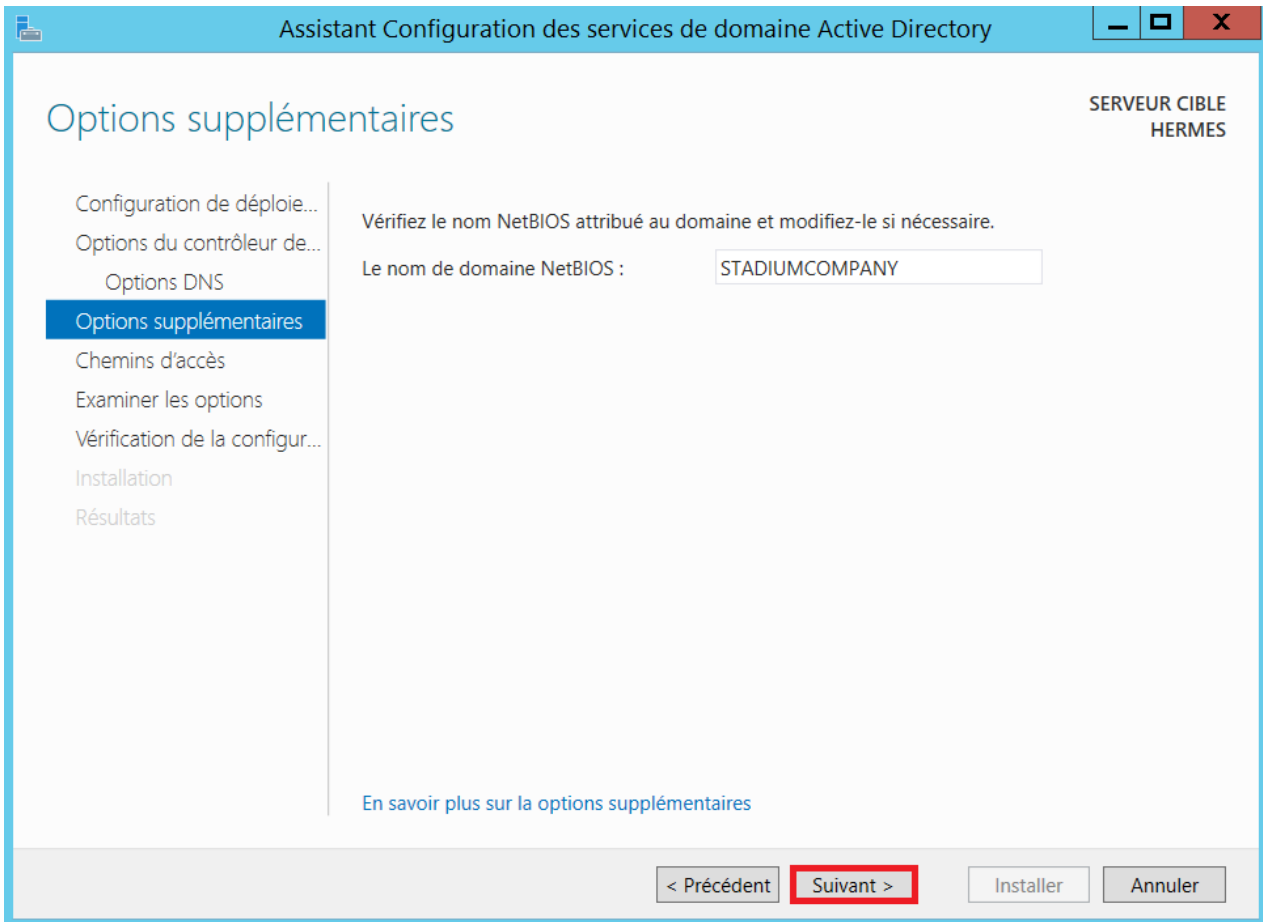 Assistant Configuration des services de domaine Active Directory
Options supplémentaires
SERVEUR CIBLE
HERMES
Configuration de déploie...
Options du contrôleur de...
Options DNS
Options supplémentaires
Chemins d'accès
Examiner les options
Vérification de la configur...
Installation
Résultats
Vérifiez le nom NetBIOS attribué au domaine et modifiez-le si nécessaire.
Le nom de domaine NetBIOS : STADIUMCOMPANY
En savoir plus sur la options supplémentaires
< Précédent Suivant > Installer Annuler